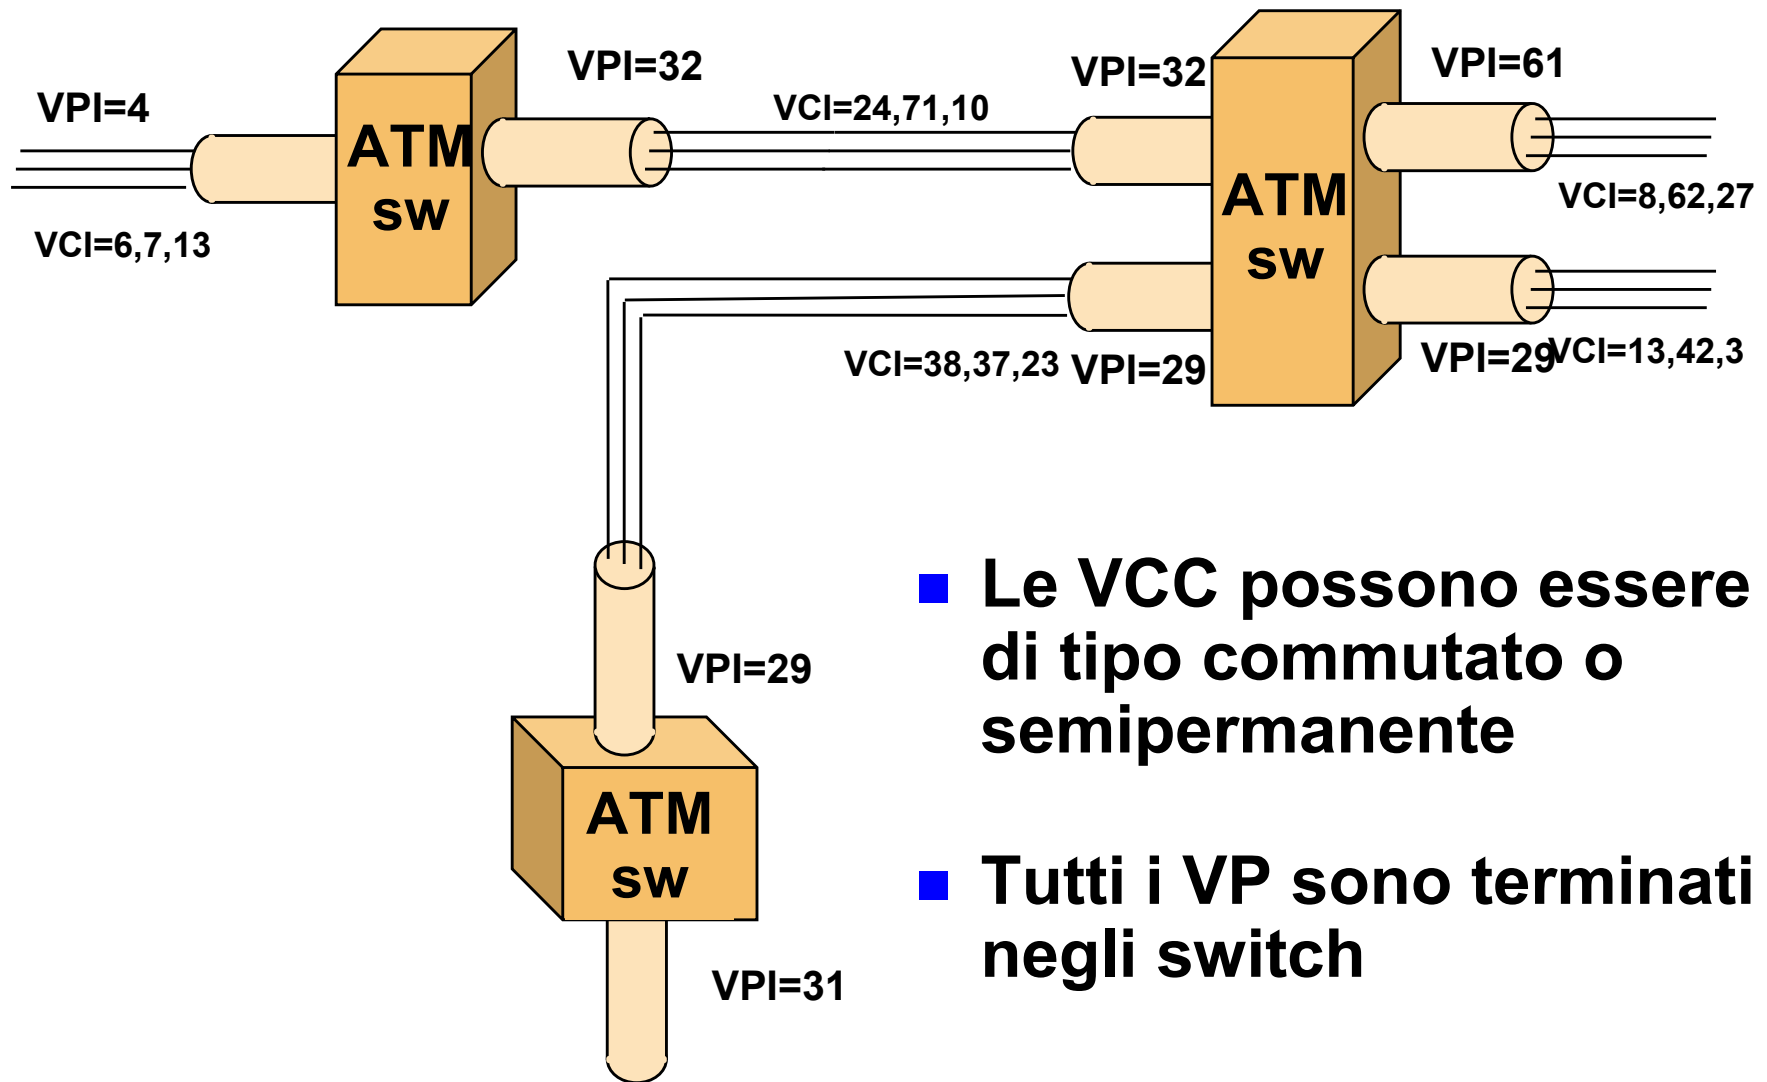 VPI=4
VCI=6,7,13
ATM
sw
VPI=32
VCI=24,71,10
VPI=32
ATM
sw
VPI=61
VCI=8,62,27
VCI=38,37,23
VPI=29
VPI=29
VCI=13,42,3
VPI=29
ATM
sw
VPI=31
Le VCC possono essere
di tipo commutato o
semipermanente
Tutti i VP sono terminati
negli switch